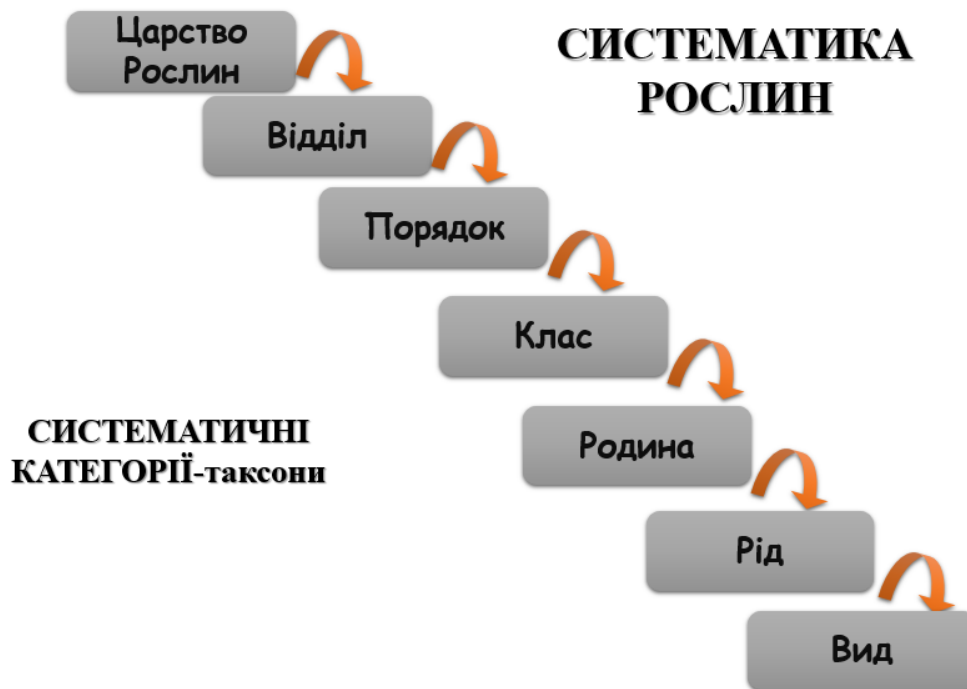 Царство
Рослин
СИСТЕМАТИКА
РОСЛИН
Відділ
Порядок
Клас
СИСТЕМАТИЧНІ
КАТЕГОРІЇ-таксони
Родина
Рід
Вид